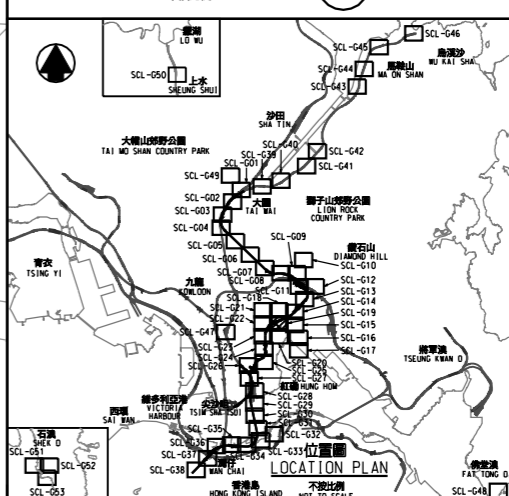 羅湖
LO WU
SCL-G50
上水
SHEUNG SHUI
SCL-G46
SCL-G45
烏溪沙
WU KAI SHA
SCL-G44
馬鞍山
MA ON SHAN
SCL-G43
沙田
SHA TIN
大帽山郊野公園
TAI MO SHAN COUNTRY PARK
SCL-G40
SCL-G39
SCL-G01
SCL-G42
SCL-G41
SCL-G49
SCL-G02
大圍
TAI WAI
獅子山郊野公園
LION ROCK
COUNTRY PARK
SCL-G03
SCL-G04
SCL-G05
SCL-G09
鑽石山
DIAMOND HILL
SCL-G06
SCL-G10
青衣
TSING YI
SCL-G07
SCL-G08
SCL-G11
SCL-G12
SCL-G13
九龍
KOWLOON
SCL-G14
SCL-G18
SCL-G19
SCL-G21
SCL-G22
SCL-G15
SCL-G47
SCL-G16
SCL-G23
SCL-G17
SCL-G24
SCL-G20
SCL-G26
SCL-G27
將軍澳
TSEUNG KWAN O
紅磡
HUNG HOM
維多利亞港
VICTORIA
HARBOUR
尖沙咀
TSIM SHA TSUI
SCL-G28
SCL-G29
SCL-G30
SCL-G31
西環
SAI WAN
SCL-G32
SCL-G35
SCL-G36
SCL-G33
SCL-G34
SCL-G37
灣仔
WAN CHAI
SCL-G38
石澳
SHEK O
SCL-G51
SCL-G52
SCL-G53
位置圖
LOCATION PLAN
香港島
HONG KONG ISLAND
不按比例
NOT TO SCALE
佛堂澳
FAT TONG O
SCL-G48